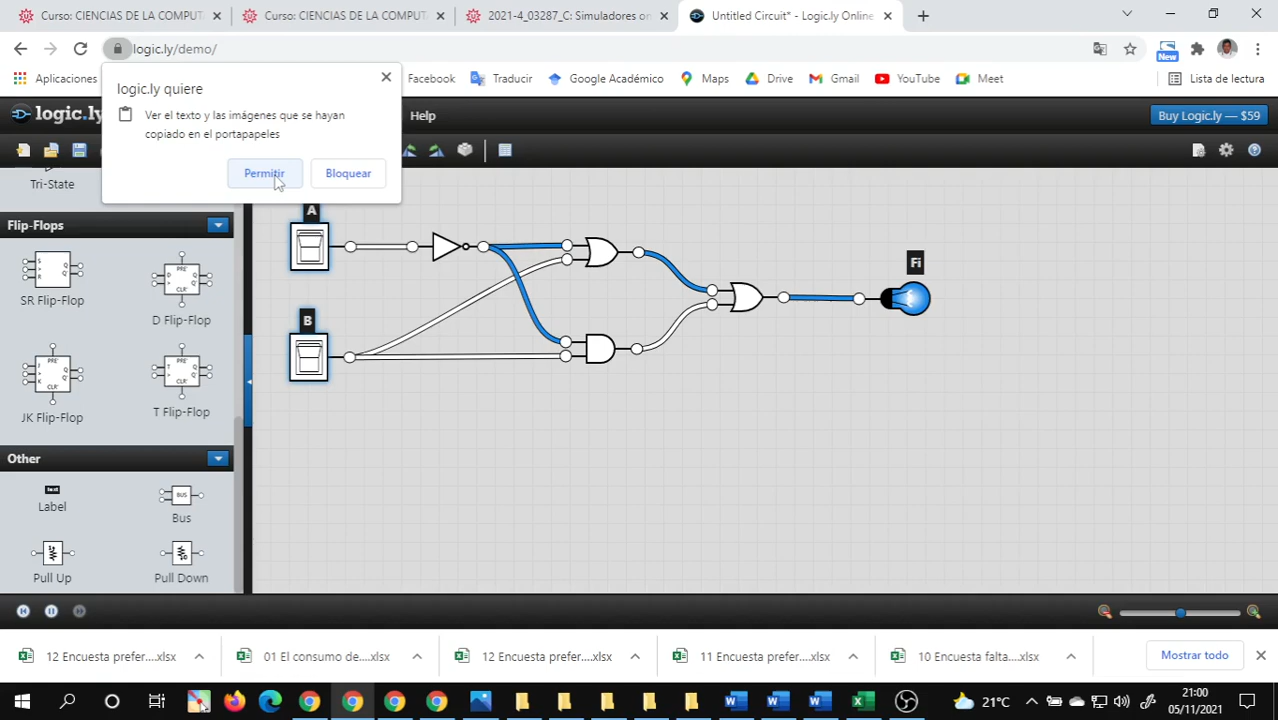 Curso: CIENCIAS DE LA COMPUT
Curso: CIENCIAS DE LA COMPUT
2021-4_03287_C: Simuladores on
Untitled Circuit* - Logic.ly Online
logic.ly/demo/
New
Aplicaciones
Facebook
Traducir
Google Académico
Maps
Drive
Gmail
YouTube
Meet
Lista de lectura
logic.ly quiere
Ver el texto y las imágenes que se hayan
copiado en el portapapeles
Permitir
Bloquear
logic.ly
Help
Buy Logic.ly — $59
Tri-State
Flip-Flops
SR Flip-Flop
D Flip-Flop
JK Flip-Flop
T Flip-Flop
Other
Label
Bus
Pull Up
Pull Down
A
B
Fi
12 Encuesta prefer....xlsx
01 El consumo de....xlsx
12 Encuesta prefer....xlsx
11 Encuesta prefer....xlsx
10 Encuesta falta....xlsx
Mostrar todo
21°C
21:00
05/11/2021